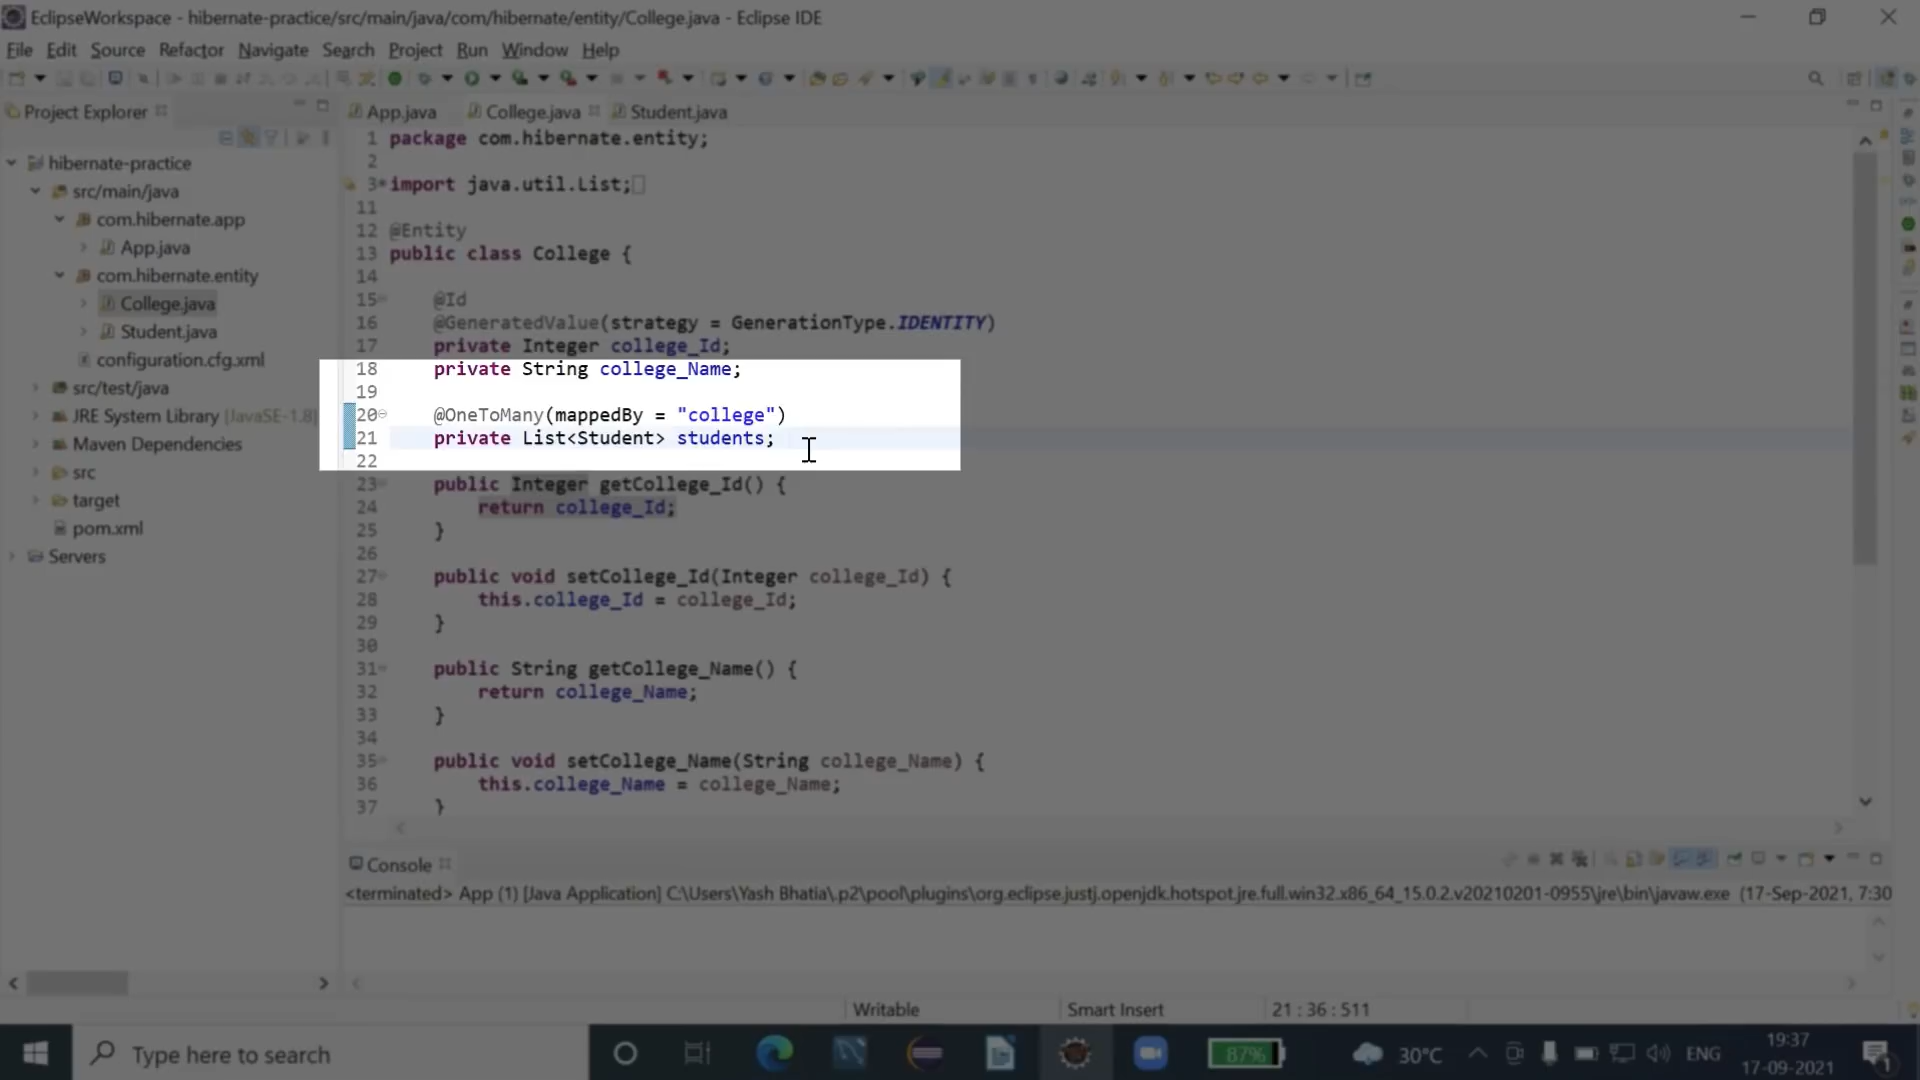 EclipseWorkspace - hibernate-practice/src/main/java/com/hibernate/entity/College.java - Eclipse IDE
File Edit Source Refactor Navigate Search Project Run Window Help
Project Explorer
hibernate-practice
src/main/java
com.hibernate.app
App.java
com.hibernate.entity
College.java
Student.java
configuration.cfg.xml
src/test/java
JRE System Library [JavaSE-1.8]
Maven Dependencies
src
target
pom.xml
Servers
App.java College.java Student.java
1 package com.hibernate.entity;
2
3 import java.util.List;
11
12 @Entity
13 public class College {
14
15 @Id
16 @GeneratedValue(strategy = GenerationType.IDENTITY)
17 private Integer college_Id;
18 private String college_Name;
19
20 @OneToMany(mappedBy = "college")
21 private List<Student> students;
22
23 public Integer getCollege_Id() {
24 return college_Id;
25 }
26
27 public void setCollege_Id(Integer college_Id) {
28 this.college_Id = college_Id;
29 }
30
31 public String getCollege_Name() {
32 return college_Name;
33 }
34
35 public void setCollege_Name(String college_Name) {
36 this.college_Name = college_Name;
37 }
Console
<terminated> App (1) [Java Application] C:\Users\Yash Bhatia\.p2\pool\plugins\org.eclipse.justj.openjdk.hotspot.jre.full.win32.x86_64_15.0.2.v20210201-0955\jre\bin\javaw.exe (17-Sep-2021, 7:30
Writable Smart Insert 21 : 36 : 511
Type here to search 87% 30°C ENG 19:37
17-09-2021 1